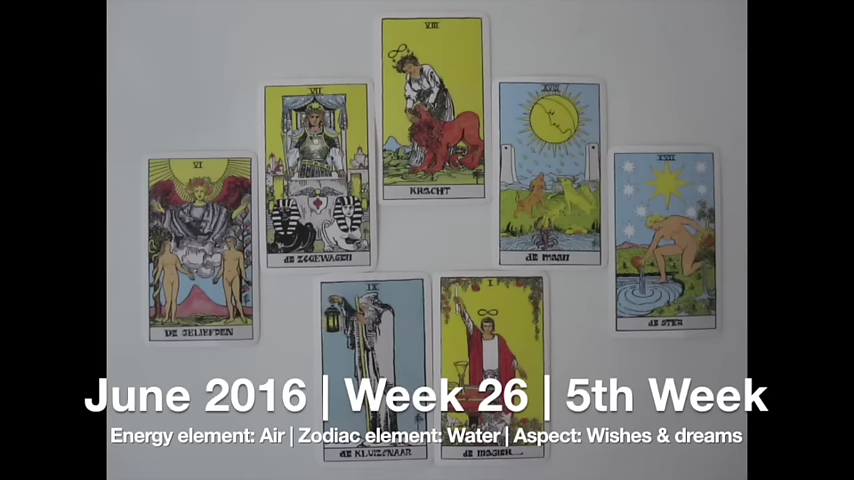 VIII
KRACHT
VII
de ZEGEWAGEN
XVIII
de MAAN
VI
DE GELIEFDEN
XVII
de STER
IX
de KLUIZENAAR
I
de MAGIER
June 2016 | Week 26 | 5th Week
Energy element: Air | Zodiac element: Water | Aspect: Wishes & dreams